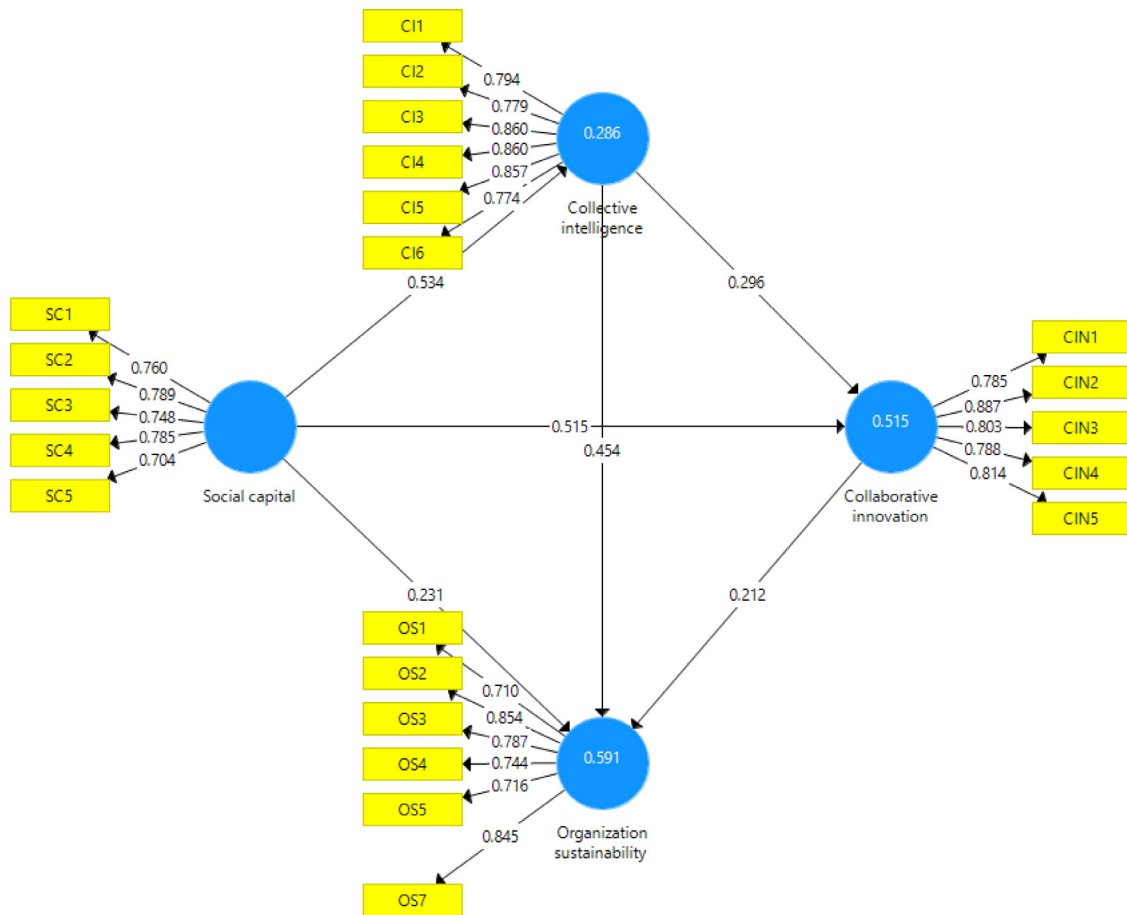 CI1
0.794
CI2
0.779
CI3
0.860
0.286
0.860
CI4
0.857
CI5
0.774
Collective
intelligence
CI6
0.534
0.296
SC1
0.760
SC2
0.789
SC3
0.748
SC4
0.785
SC5
0.704
Social capital
0.515
0.454
CIN1
0.785
CIN2
0.887
0.515
0.803
CIN3
0.788
CIN4
0.814
CIN5
Collaborative
innovation
0.231
0.212
OS1
0.710
OS2
0.854
OS3
0.787
0.591
OS4
0.744
0.716
OS5
0.845
Organization
sustainability
OS7